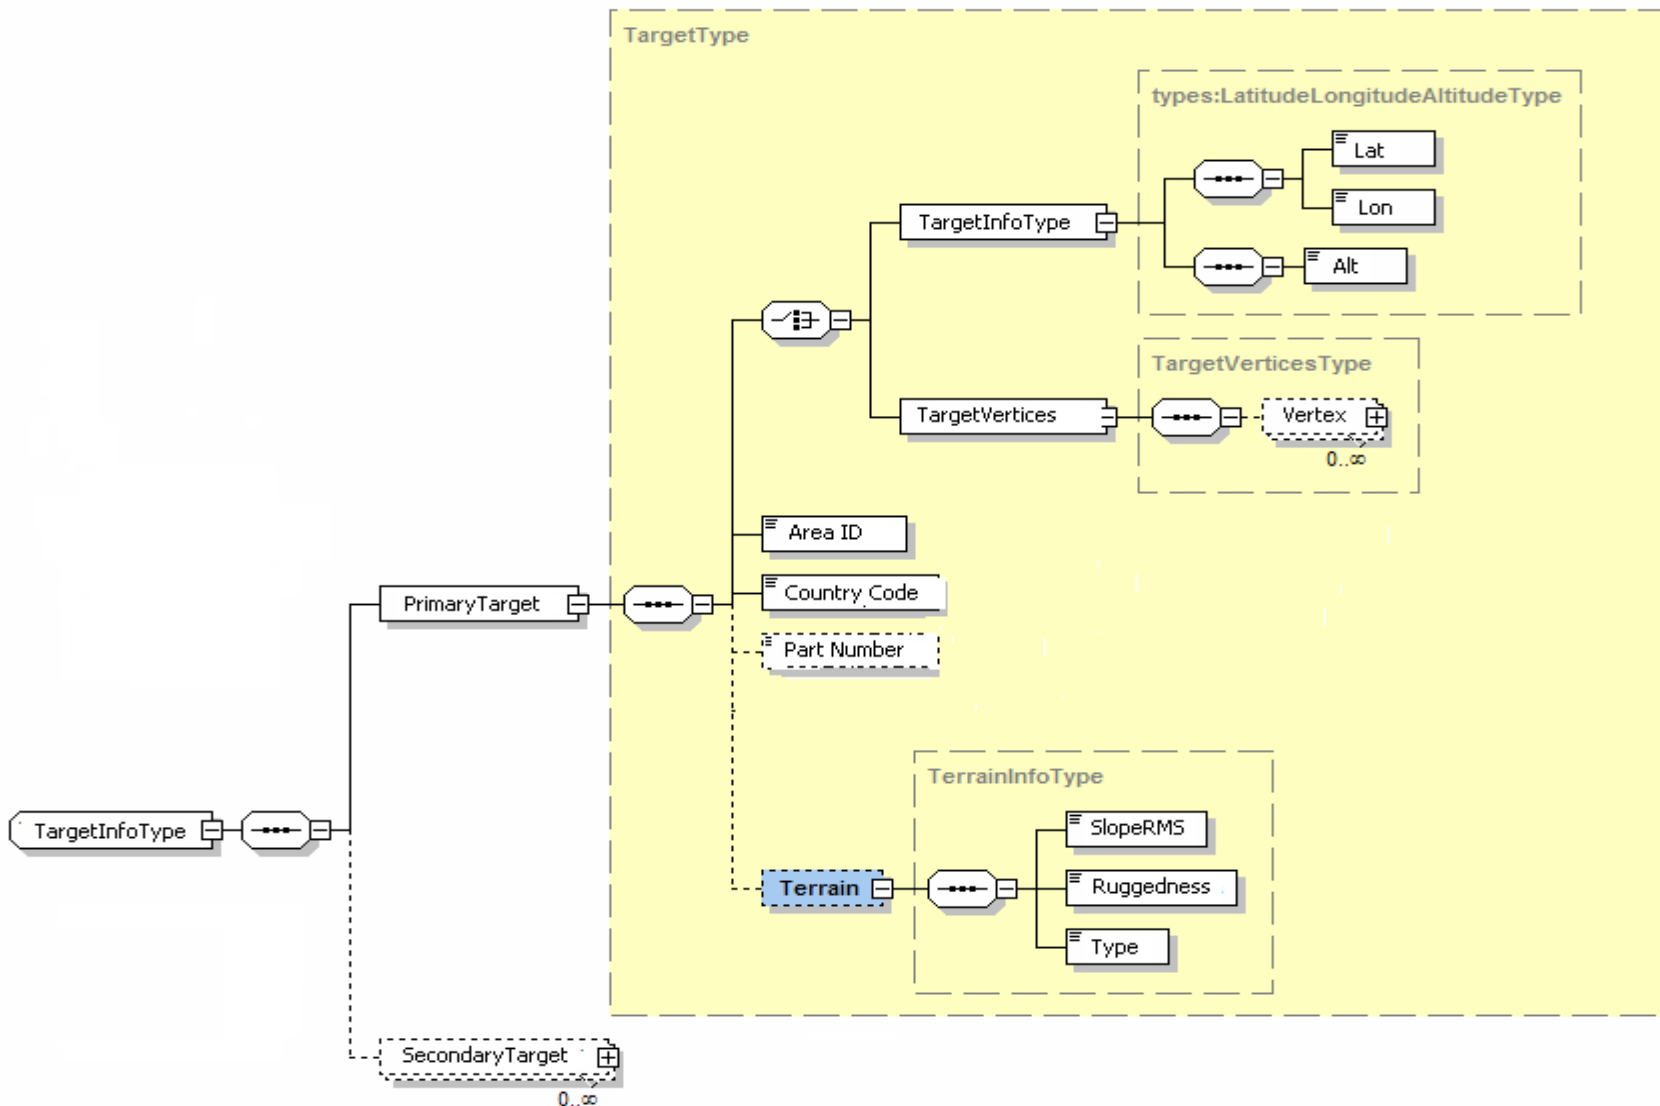 TargetType
types:LatitudeLongitudeAltitudeType
Lat
Lon
TargetInfoType
Alt
TargetVerticesType
TargetVertices
Vertex
0..∞
Area ID
Country Code
PrimaryTarget
Part Number
TerrainInfoType
TargetInfoType
SlopeRMS
Terrain
Ruggedness
Type
SecondaryTarget
0..∞